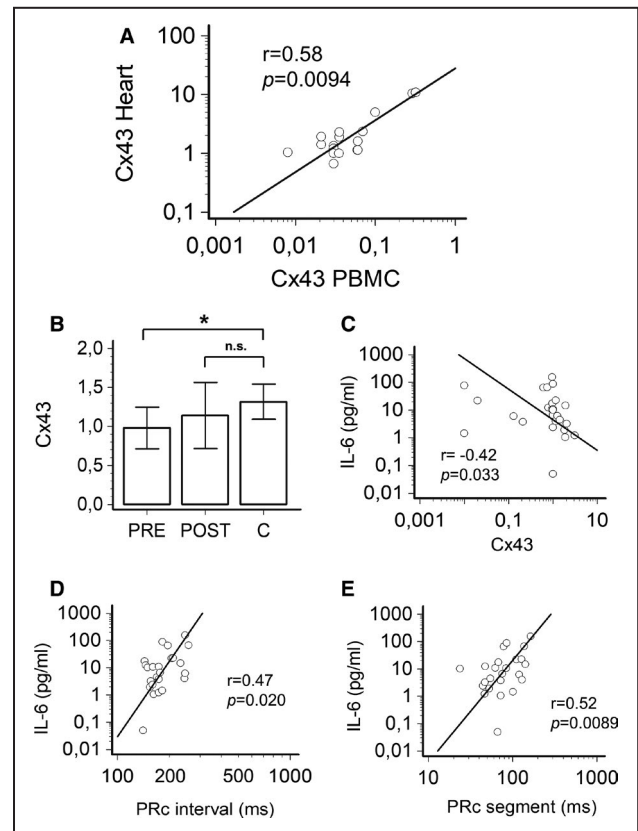 A
r=0.58
p=0.0094
Cx43 Heart
100
10
1
0,1
0,001
0,01
0,1
1
Cx43 PBMC
B
*
n.s.
Cx43
2,0
1,5
1,0
0,5
0,0
PRE
POST
C
C
IL-6 (pg/ml)
1000
100
10
1
0,1
0,01
r= -0.42
p=0.033
0,001
0,1
10
Cx43
D
IL-6 (pg/ml)
1000
100
10
1
0,1
0,01
r=0.47
p=0.020
100
200
500
1000
PRc interval (ms)
E
IL-6 (pg/ml)
1000
100
10
1
0,1
0,01
r=0.52
p=0.0089
10
100
1000
PRc segment (ms)